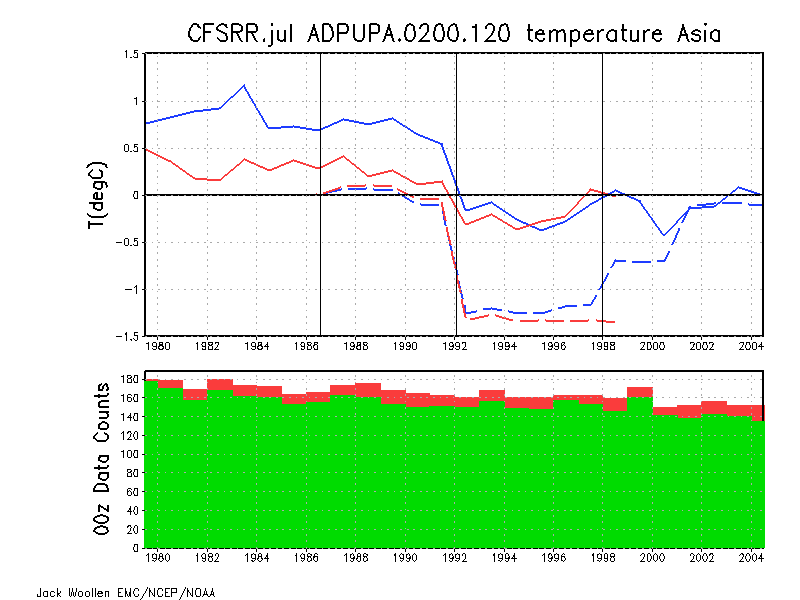 CFSRR.jul ADPUPA.0200.120 temperature Asia
T(degC)
1.5
1
0.5
0
-0.5
-1
-1.5
1980 1982 1984 1986 1988 1990 1992 1994 1996 1998 2000 2002 2004
00z Data Counts
180
160
140
120
100
80
60
40
20
0
1980 1982 1984 1986 1988 1990 1992 1994 1996 1998 2000 2002 2004
Jack Woollen EMC/NCEP/NOAA